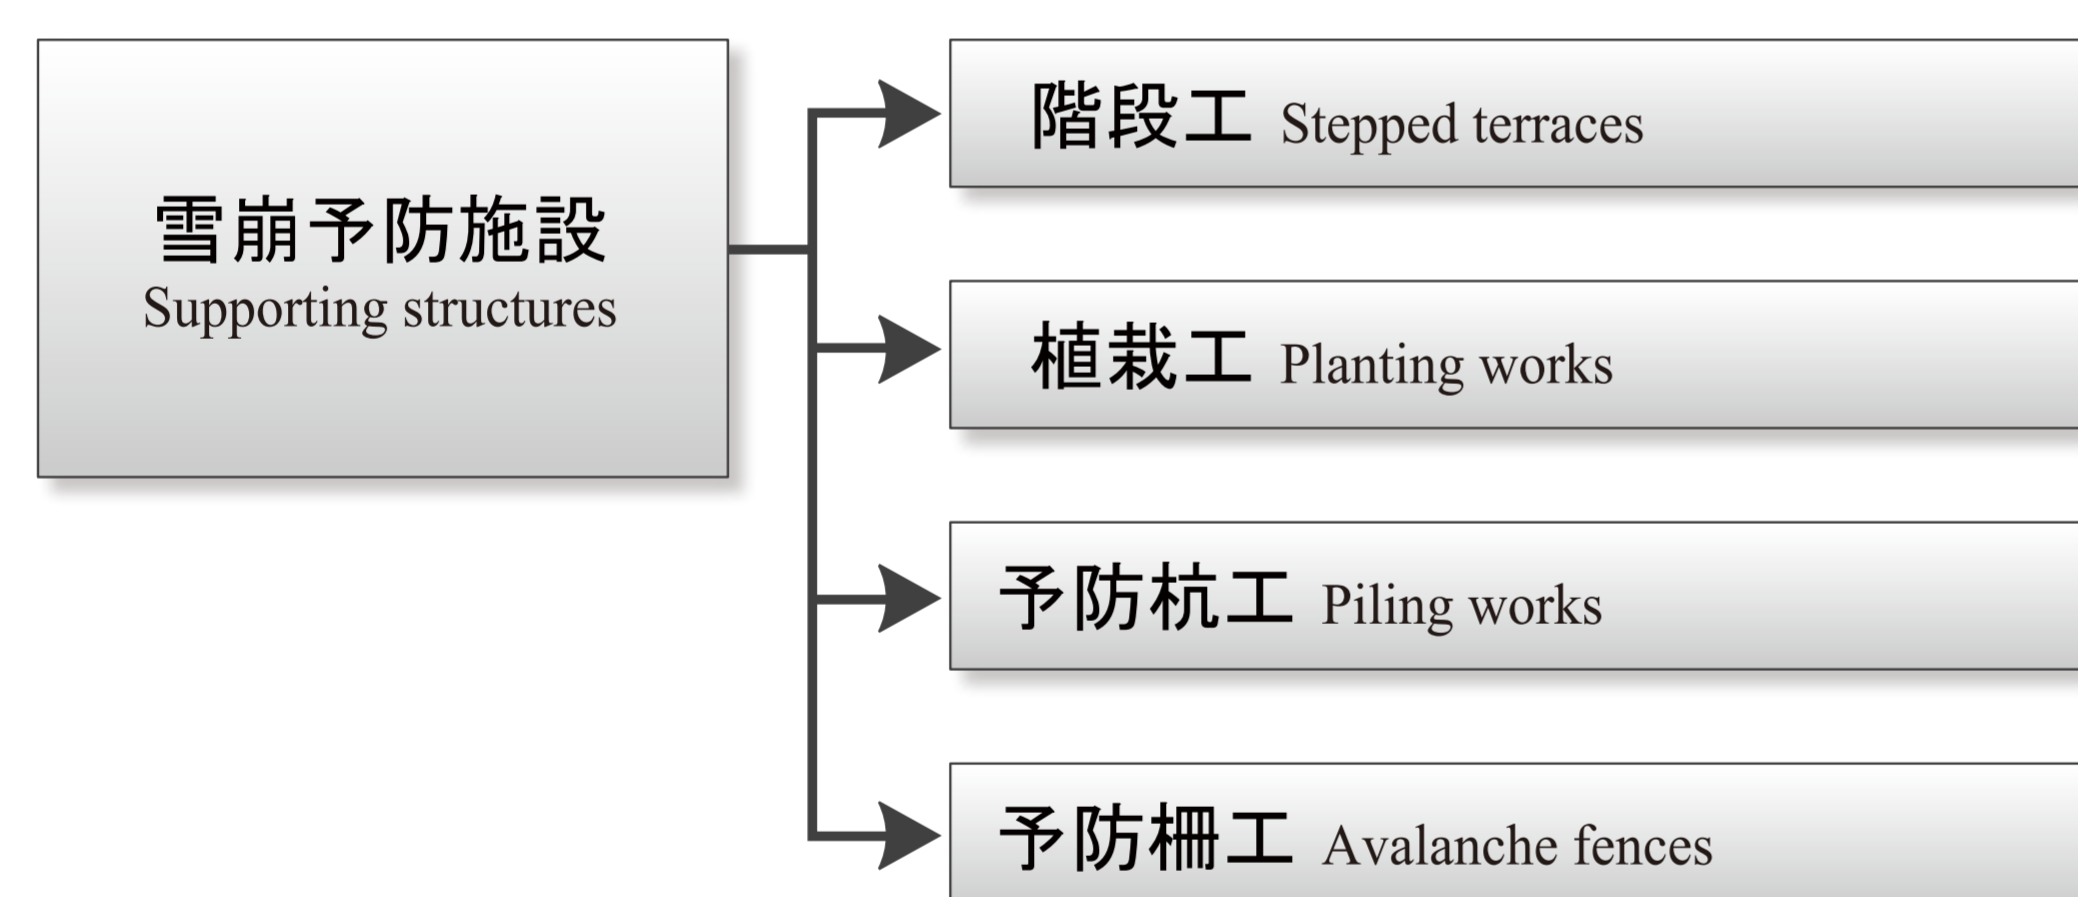 雪崩予防施設
Supporting structures
階段工 Stepped terraces
植栽工 Planting works
予防杭工 Piling works
予防柵工 Avalanche fences